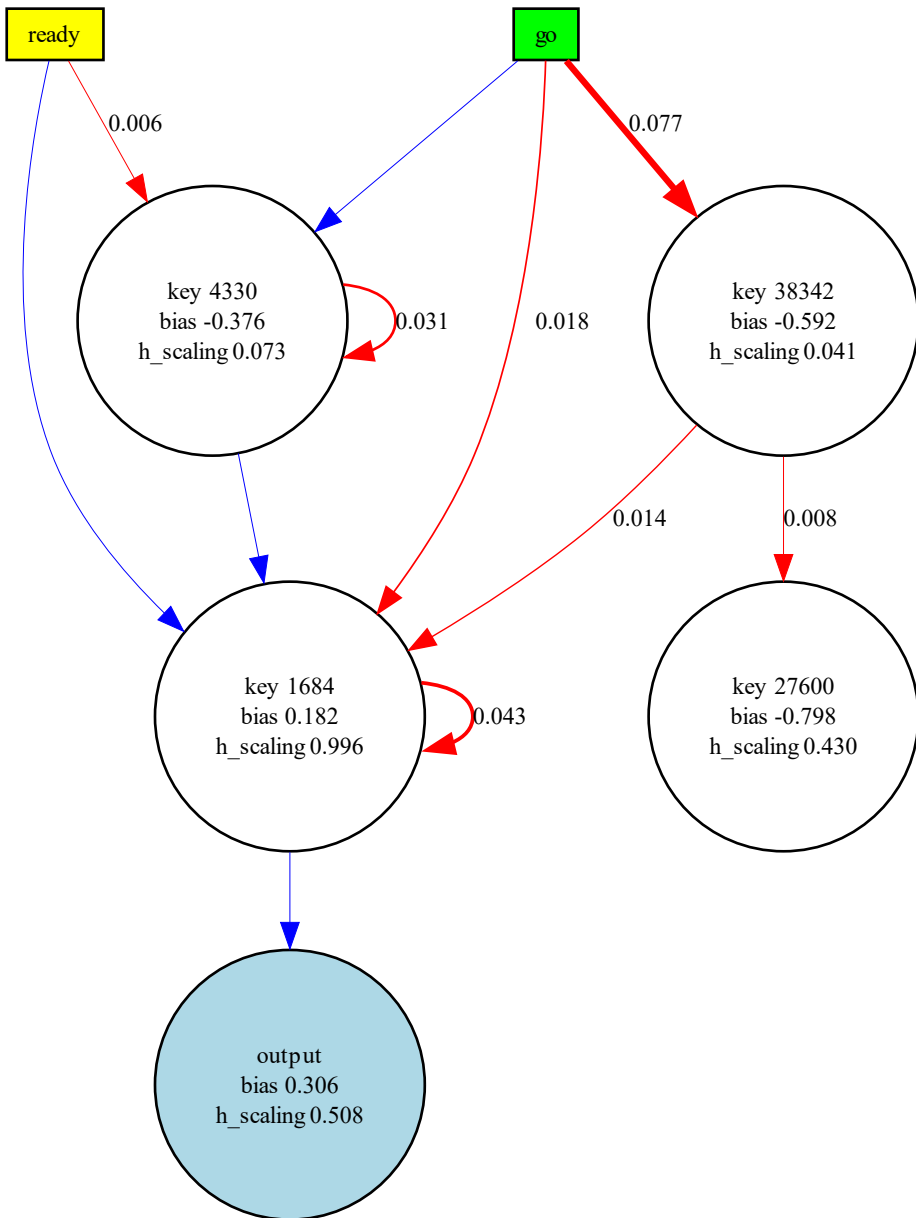 ready
go
0.006
0.077
key 4330
bias -0.376
h_scaling 0.073
0.031
0.018
key 38342
bias -0.592
h_scaling 0.041
0.014
0.008
key 1684
bias 0.182
h_scaling 0.996
0.043
key 27600
bias -0.798
h_scaling 0.430
output
bias 0.306
h_scaling 0.508